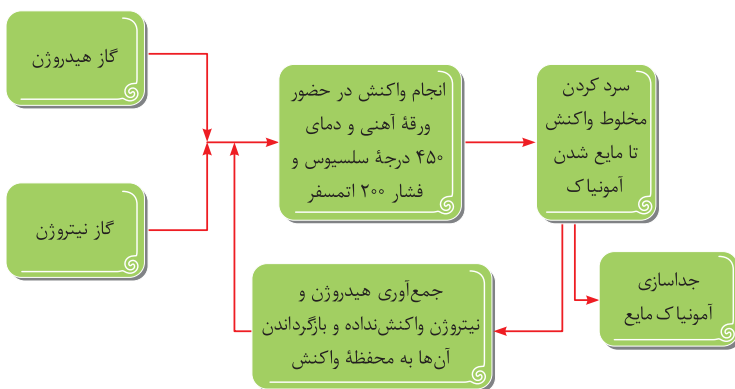 گاز هیدروژن
گاز نیتروژن
انجام واکنش در حضور
ورقهٔ آهنی و دمای
۴۵۰ درجهٔ سلسیوس و
فشار ۲۰۰ اتمسفر
سرد کردن
مخلوط واکنش
تا مایع شدن
آمونیاک
جداسازی
آمونیاک مایع
جمع‌آوری هیدروژن و
نیتروژن واکنش‌نداده و بازگرداندن
آن‌ها به محفظهٔ واکنش